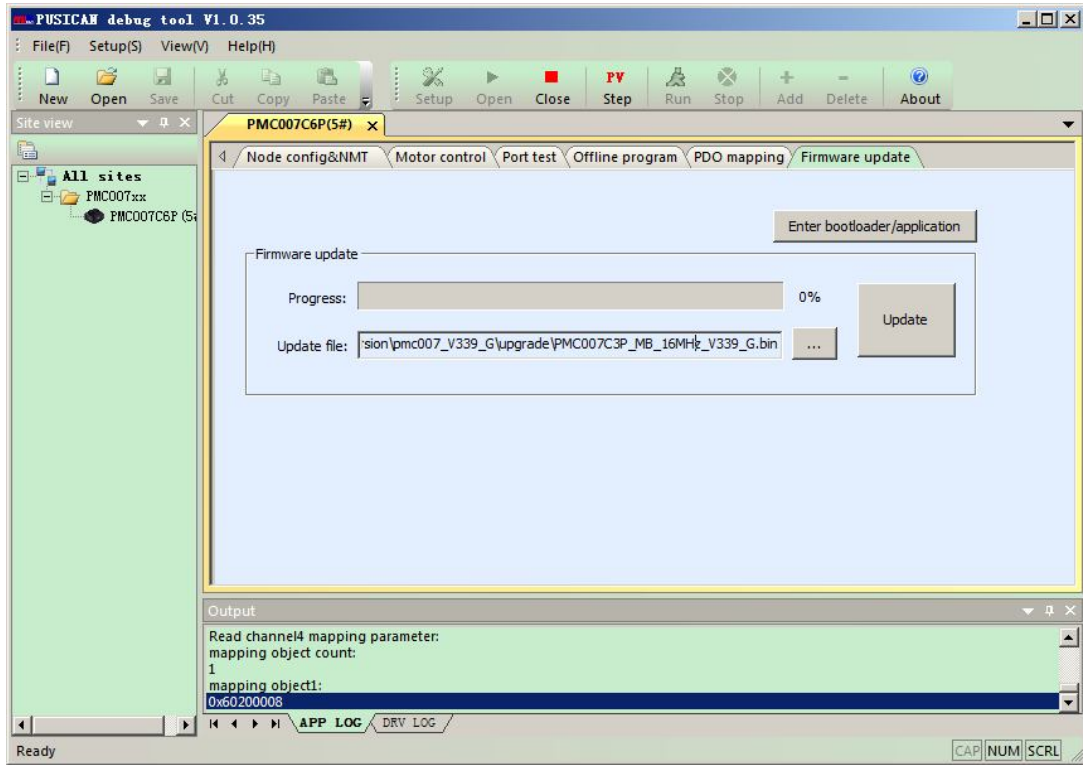 PUSICAN debug tool V1.0.35
File(F) Setup(S) View(V) Help(H)
New Open Save Cut Copy Paste Setup Open Close PV Step Run Stop Add Delete About
Site view
PMC007C6P(5#) x
Node config&NMT Motor control Port test Offline program PDO mapping Firmware update
All sites
PMC007xx
PMC007C6P (5
Enter bootloader/application
Firmware update
Progress: 0%
Update
Update file: sion\pmc007_V339_G\upgrade\PMC007C3P_MB_16MHz_V339_G.bin ...
Output
Read channel4 mapping parameter:
mapping object count:
1
mapping object1:
0x60200008
APP LOG DRV LOG
Ready CAP NUM SCRL